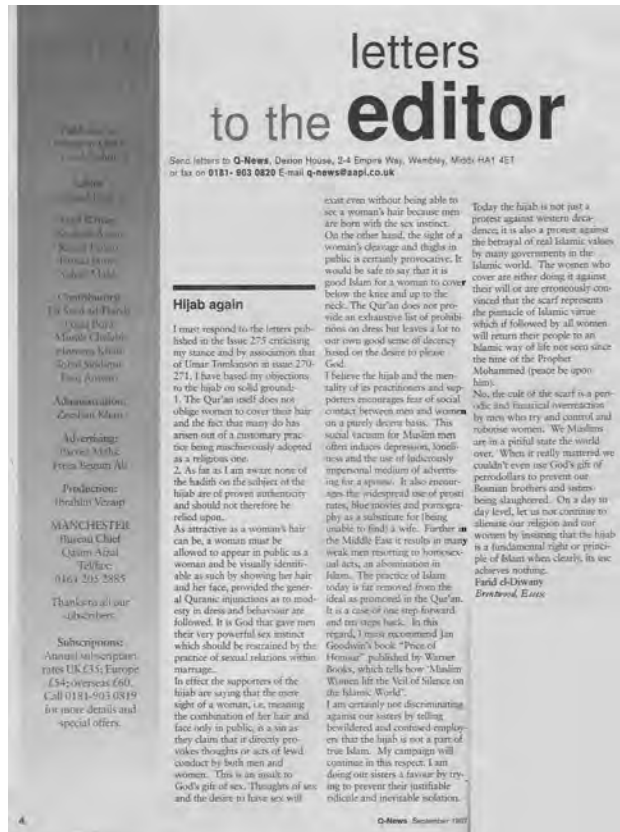 letters
to the editor
Send letters to Q-News, Dexion House, 2-4 Empire Way, Wembley, Middx HA1 4ET
or fax on 0181- 903 0820 E-mail q-news@aapl.co.uk
Administration:
Zeeshan Khan
Advertising:
Production:
MANCHESTER
Bureau Chief
Tel/fax:
0161 205 2885
Thanks to all our
subscribers
Subscriptions:
Annual subscription
rates UK £35; Europe
£54; overseas £60.
Call 0181-903 0819
for more details and
special offers.
Hijab again
I must respond to the letters pub-
lished in the Issue 275 criticising
my stance and by association that
of Umar Tomlinson in issue 270-
271. I have based my objections
to the hijab on solid ground:
1. The Qur'an itself does not
oblige women to cover their hair
and the fact that many do has
arisen out of a customary prac-
tice being mischievously adopted
as a religious one.
2. As far as I am aware none of
the hadith on the subject of the
hijab are of proven authenticity
and should not therefore be
relied upon.
As attractive as a woman's hair
can be, a woman must be
allowed to appear in public as a
woman and be visually identifi-
able as such by showing her hair
and her face, provided the gener-
al Quranic injunctions as to mod-
esty in dress and behaviour are
followed. It is God that gave men
their very powerful sex instinct
which should be restrained by the
practice of sexual relations within
marriage.
In effect the supporters of the
hijab are saying that the mere
sight of a woman, i.e. meaning
the combination of her hair and
face only in public, is a sin as
they claim that it directly pro-
vokes thoughts or acts of lewd
conduct by both men and
women. This is an insult to
God's gift of sex. Thoughts of sex
and the desire to have sex will
exist even without being able to
see a woman's hair because men
are born with the sex instinct.
On the other hand, the sight of a
woman's cleavage and thighs in
public is certainly provocative. It
would be safe to say that it is
good Islam for a woman to cover
below the knee and up to the
neck. The Qur'an does not pro-
vide an exhaustive list of prohibi-
tions on dress but leaves a lot to
our own good sense of decency
based on the desire to please
God.
I believe the hijab and the men-
tality of its practitioners and sup-
porters encourages fear of social
contact between men and women
on a purely decent basis. This
social vacuum for Muslim men
often induces depression, loneli-
ness and the use of ludicrously
impersonal medium of advertis-
ing for a spouse. It also encour-
ages the widespread use of prosti
tutes, blue movies and pornogra-
phy as a substitute for (being
unable to find) a wife. Further in
the Middle East it results in many
weak men resorting to homosex-
ual acts, an abomination in
Islam. The practice of Islam
today is far removed from the
ideal as promoted in the Qur'an.
It is a case of one step forward
and ten steps back. In this
regard, I must recommend Jan
Goodwin's book "Price of
Honour" published by Warner
Books, which tells how 'Muslim
Women lift the Veil of Silence on
the Islamic World'.
I am certainly not discriminating
against our sisters by telling
bewildered and confused employ-
ers that the hijab is not a part of
true Islam. My campaign will
continue in this respect. I am
doing our sisters a favour by try-
ing to prevent their justifiable
ridicule and inevitable isolation.
Today the hijab is not just a
protest against western deca-
dence; it is also a protest against
the betrayal of real Islamic values
by many governments in the
Islamic world. The women who
cover are either doing it against
their will or are erroneously con-
vinced that the scarf represents
the pinnacle of Islamic virtue
which if followed by all women
will return their people to an
Islamic way of life not seen since
the time of the Prophet
Mohammed (peace be upon
him).
No, the cult of the scarf is a peri-
odic and fanatical overreaction
by men who try and control and
robotise women. We Muslims
are in a pitiful state the world
over. When it really mattered we
couldn't even use God's gift of
petrodollars to prevent our
Bosnian brothers and sisters
being slaughtered. On a day to
day level, let us not continue to
alienate our religion and our
women by insisting that the hijab
is a fundamental right or princi-
ple of Islam when clearly, its use
achieves nothing.
Farid el-Diwany
Brentwood, Essex
4
Q-News September